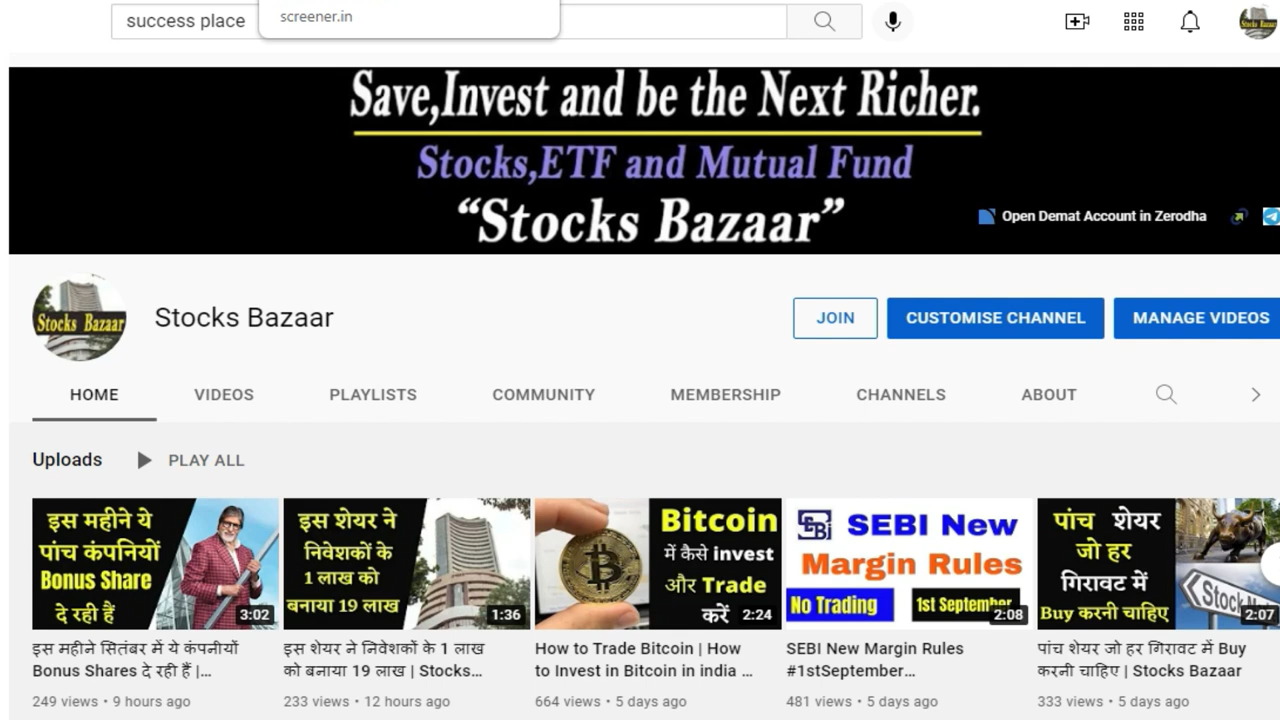 screener.in
success place
Save,Invest and be the Next Richer.
Stocks,ETF and Mutual Fund
“Stocks Bazaar”
Open Demat Account in Zerodha
Stocks Bazaar
Stocks Bazaar
JOIN
CUSTOMISE CHANNEL
MANAGE VIDEOS
HOME
VIDEOS
PLAYLISTS
COMMUNITY
MEMBERSHIP
CHANNELS
ABOUT
Uploads
PLAY ALL
इस महीने ये
पांच कंपनियों
Bonus Share
दे रही हैं
3:02
इस शेयर ने
निवेशकों के
1 लाख को
बनाया 19 लाख
1:36
Bitcoin
में कैसे invest
और Trade
करें
2:24
SEBI
SEBI New
Margin Rules
No Trading
1st September
2:08
पांच शेयर
जो हर
गिरावट में
Buy करनी चाहिए
Stock
2:07
इस महीने सितंबर में ये कंपनीयों
Bonus Shares दे रही हैं |...
249 views • 9 hours ago
इस शेयर ने निवेशकों के 1 लाख
को बनाया 19 लाख | Stocks...
233 views • 12 hours ago
How to Trade Bitcoin | How
to Invest in Bitcoin in india ...
664 views • 5 days ago
SEBI New Margin Rules
#1stSeptember...
481 views • 5 days ago
पांच शेयर जो हर गिरावट में Buy
करनी चाहिए | Stocks Bazaar
333 views • 5 days ago